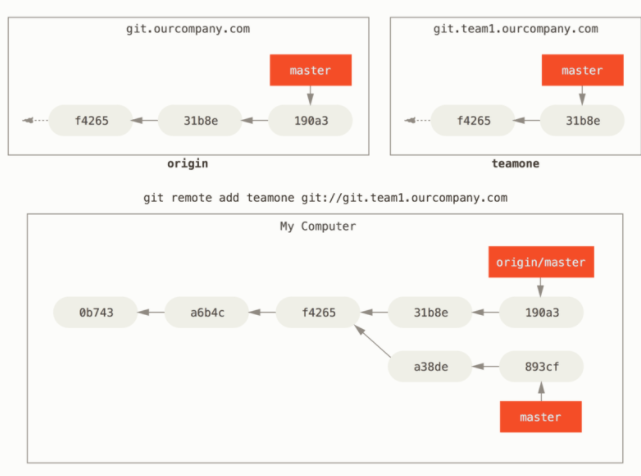 git.ourcompany.com
master
f4265
31b8e
190a3
origin
git.team1.ourcompany.com
master
f4265
31b8e
teamone
git remote add teamone git://git.team1.ourcompany.com
My Computer
origin/master
0b743
a6b4c
f4265
31b8e
190a3
a38de
893cf
master